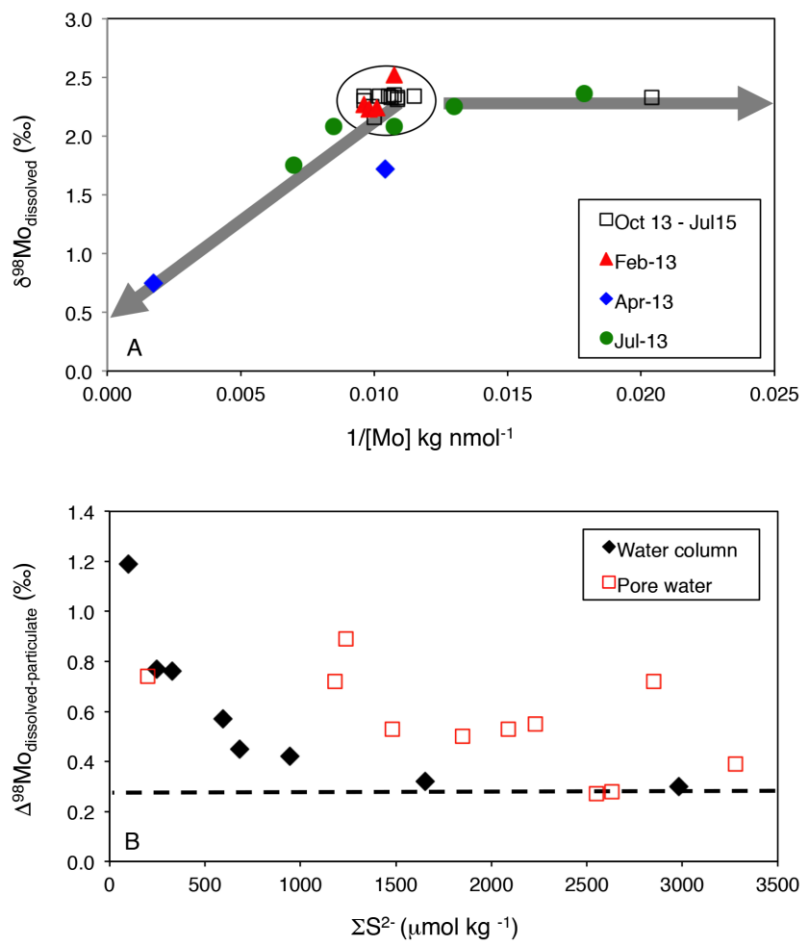 3.0
2.5
2.0
1.5
1.0
0.5
0.0
δ⁹⁸Mo_dissolved (‰)
Oct 13 - Jul15
Feb-13
Apr-13
Jul-13
A
0.000 0.005 0.010 0.015 0.020 0.025
1/[Mo] kg nmol⁻¹
1.4
1.2
1.0
0.8
0.6
0.4
0.2
0.0
Δ⁹⁸Mo_dissolved-particulate (‰)
Water column
Pore water
B
0 500 1000 1500 2000 2500 3000 3500
ΣS²⁻ (μmol kg ⁻¹)